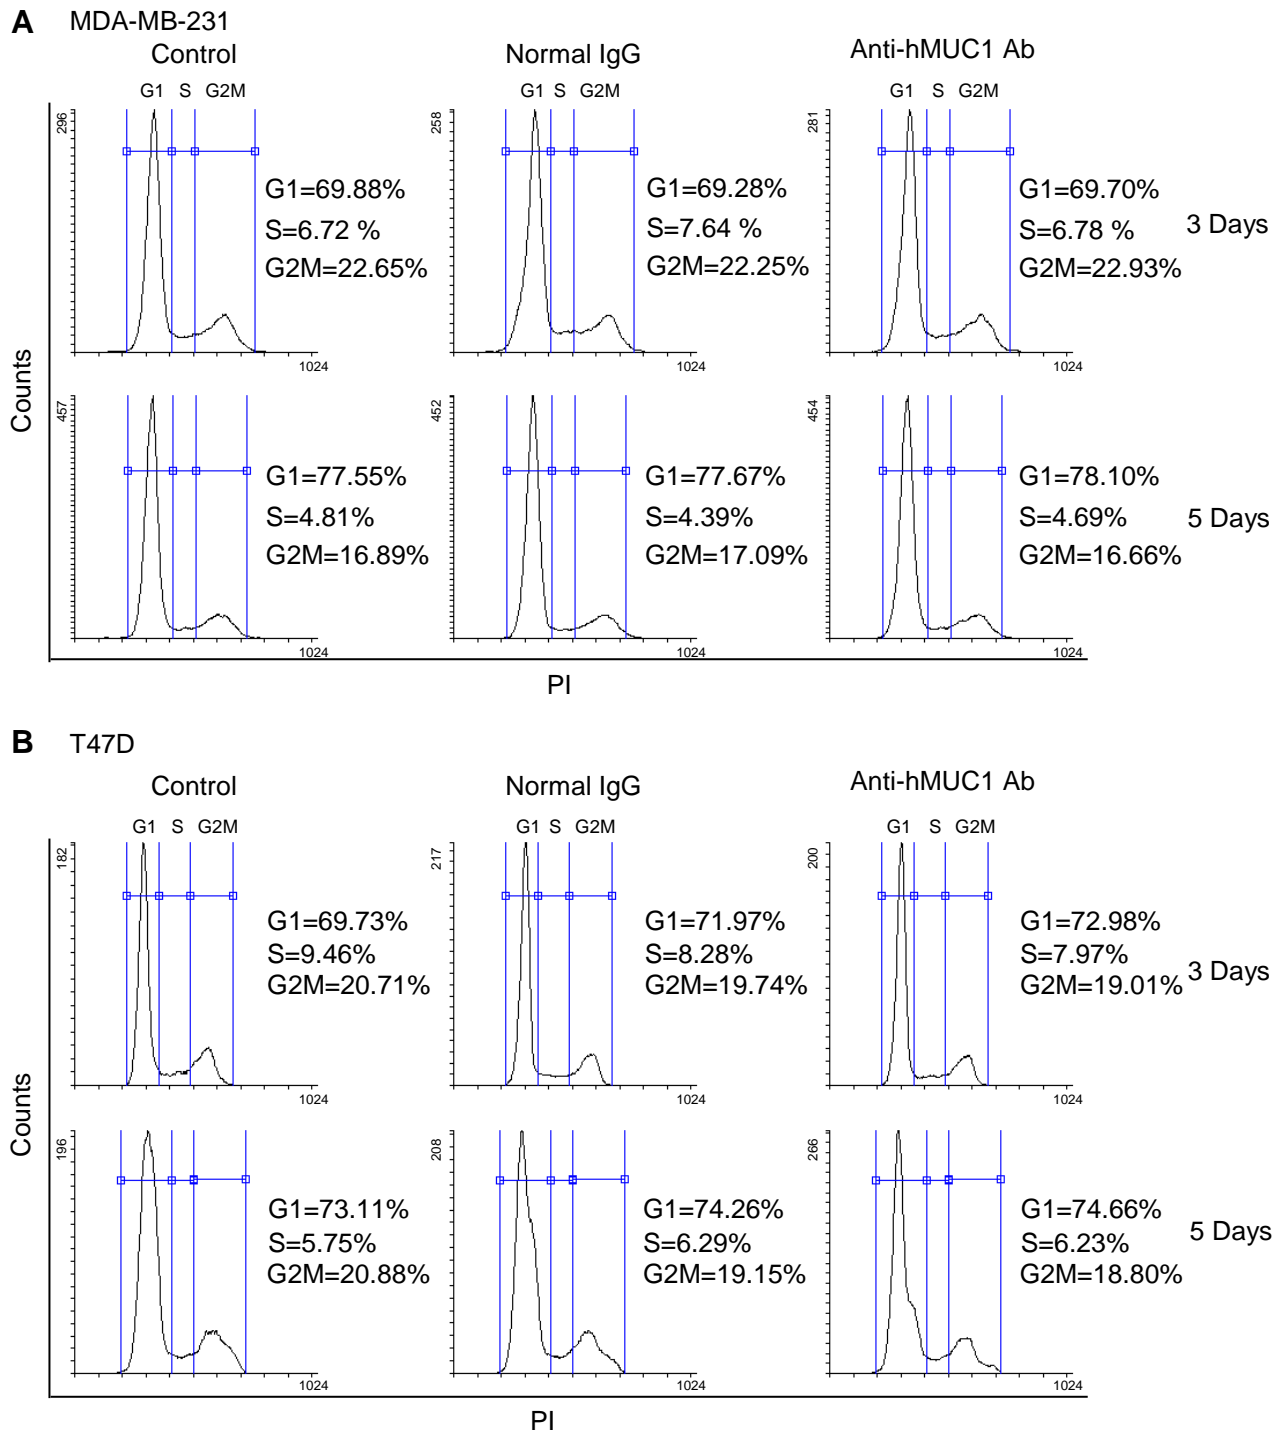 A MDA-MB-231
Control Normal IgG Anti-hMUC1 Ab
G1 S G2M G1 S G2M G1 S G2M
296 258 281
G1=69.88% G1=69.28% G1=69.70%
S=6.72 % S=7.64 % S=6.78 % 3 Days
G2M=22.65% G2M=22.25% G2M=22.93%
1024 1024 1024
Counts
457 452 454
G1=77.55% G1=77.67% G1=78.10%
S=4.81% S=4.39% S=4.69% 5 Days
G2M=16.89% G2M=17.09% G2M=16.66%
1024 1024 1024
PI
B T47D
Control Normal IgG Anti-hMUC1 Ab
G1 S G2M G1 S G2M G1 S G2M
182 217 200
G1=69.73% G1=71.97% G1=72.98%
S=9.46% S=8.28% S=7.97% 3 Days
G2M=20.71% G2M=19.74% G2M=19.01%
1024 1024 1024
Counts
196 208 266
G1=73.11% G1=74.26% G1=74.66%
S=5.75% S=6.29% S=6.23% 5 Days
G2M=20.88% G2M=19.15% G2M=18.80%
1024 1024 1024
PI